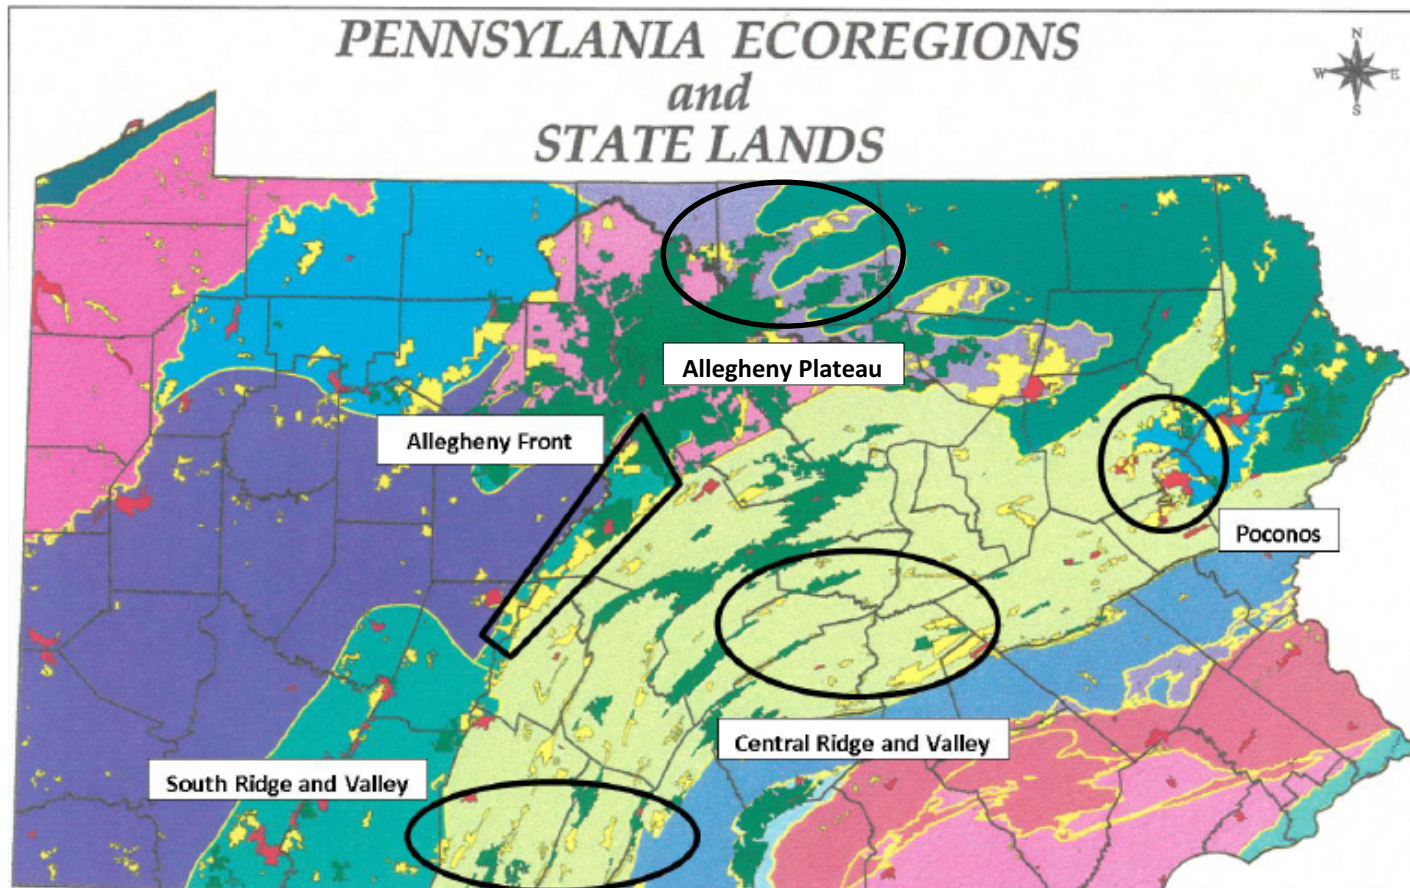 PENNSYLANIA ECOREGIONS
and
STATE LANDS
N
W E
S
Allegheny Plateau
Allegheny Front
Poconos
Central Ridge and Valley
South Ridge and Valley